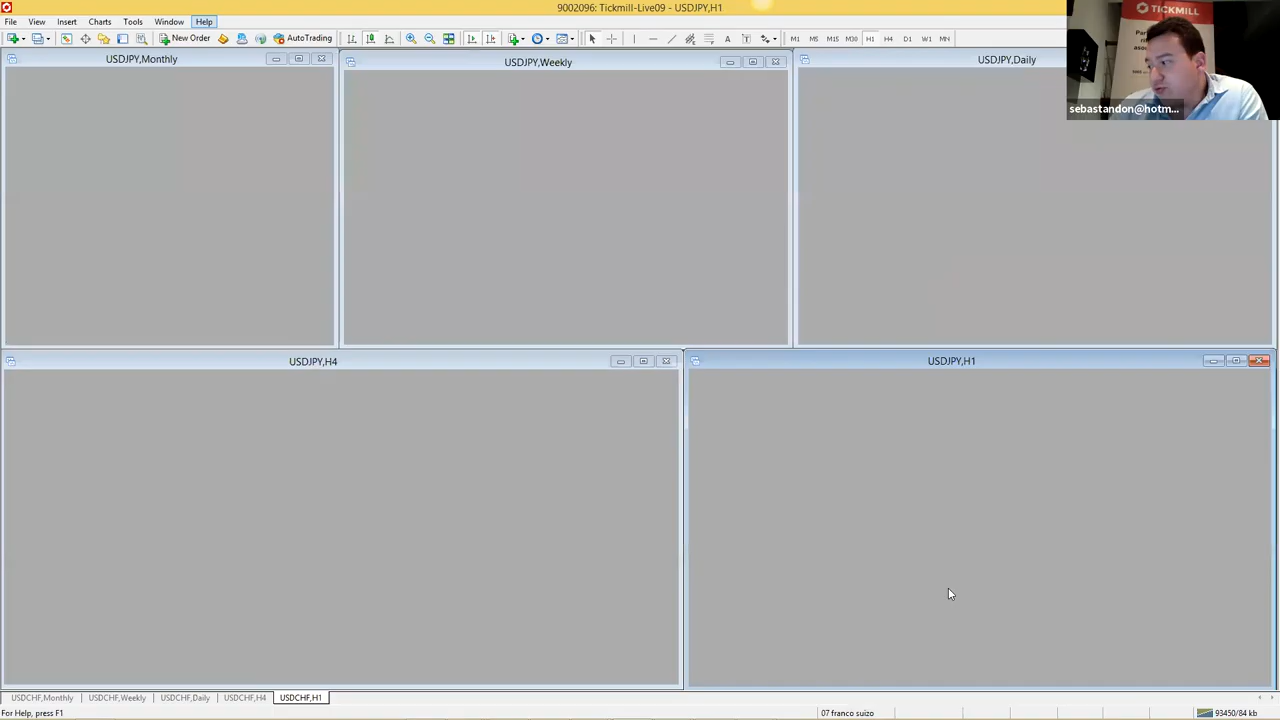 9002096: Tickmill-Live09 - USDJPY,H1
File View Insert Charts Tools Window Help
New Order AutoTrading M1 M5 M15 M30 H1 H4 D1 W1 MN
USDJPY,Monthly
USDJPY,Weekly
USDJPY,Daily
TICKMILL
sebastandon@hotm...
USDJPY,H4
USDJPY,H1
USDCHF,Monthly USDCHF,Weekly USDCHF,Daily USDCHF,H4 USDCHF,H1
For Help, press F1
07 franco suizo
93450/84 kb